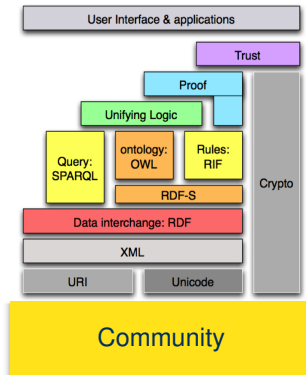 User Interface & applications
Trust
Proof
Unifying Logic
Query:
SPARQL
ontology:
OWL
Rules:
RIF
Crypto
RDF-S
Data interchange: RDF
XML
URI
Unicode
Community